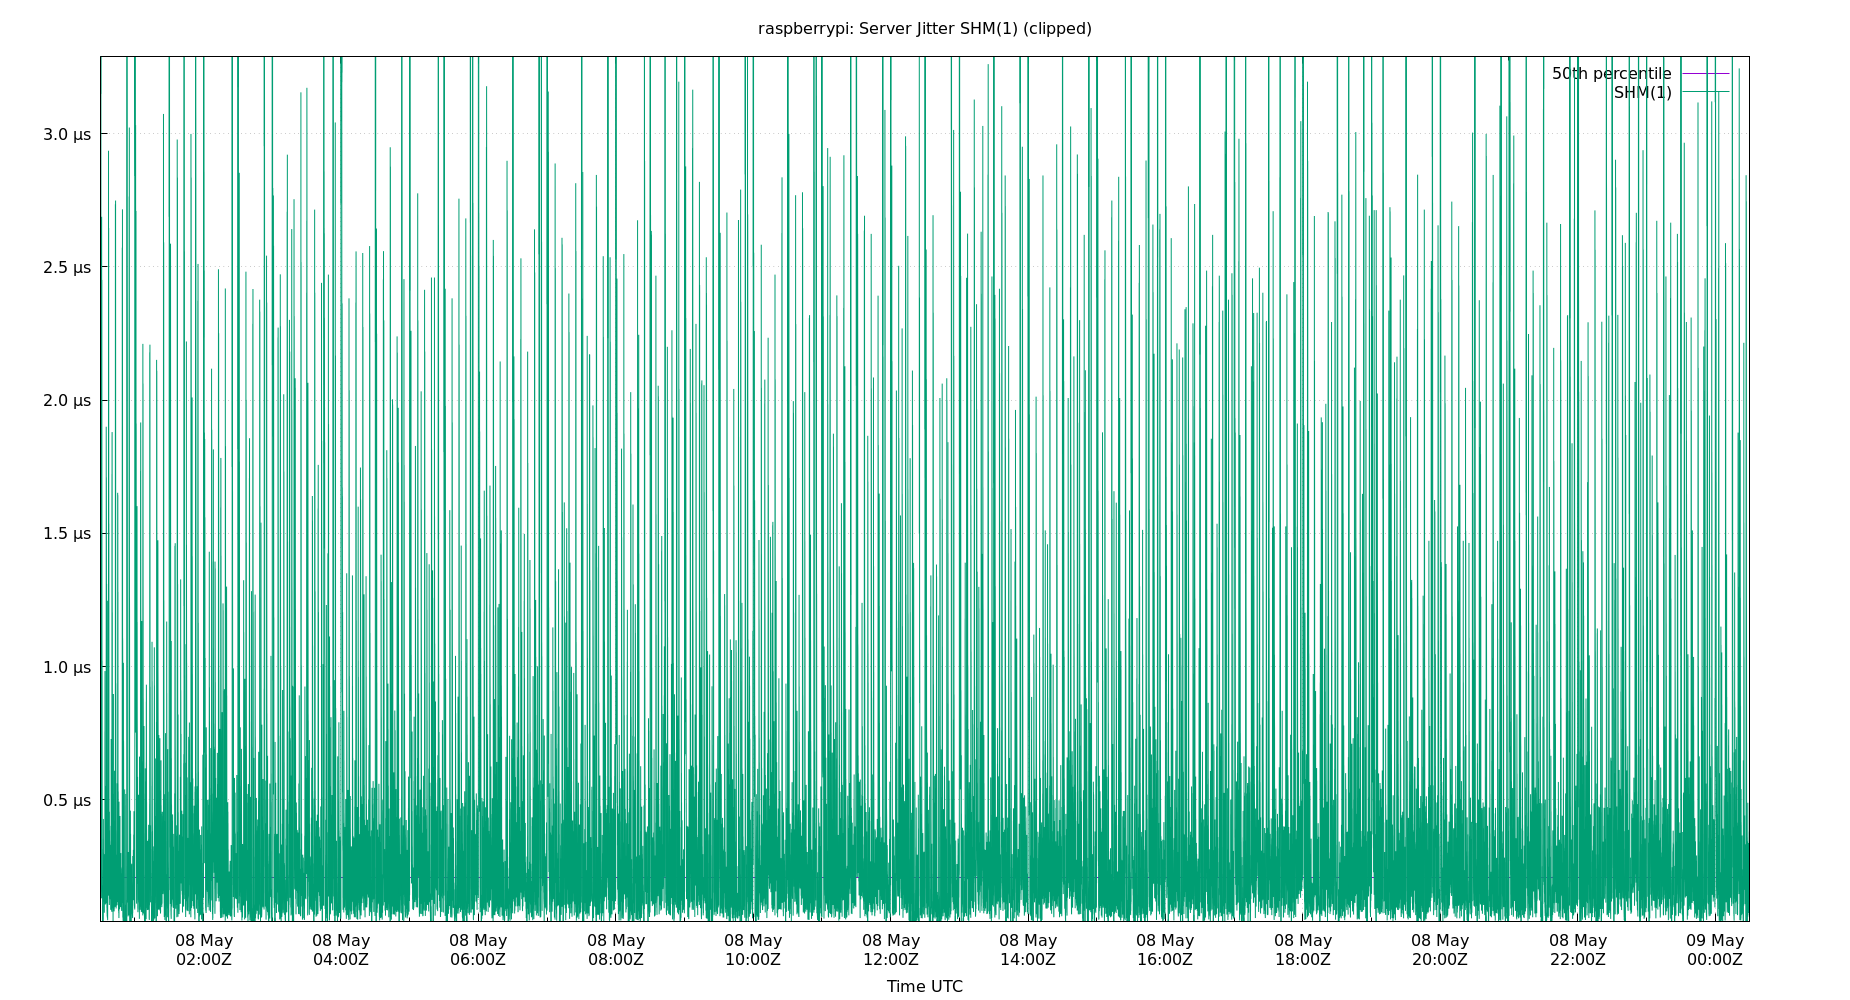 raspberrypi: Server Jitter SHM(1) (clipped)
50th percentile
SHM(1)
3.0 µs
2.5 µs
2.0 µs
1.5 µs
1.0 µs
0.5 µs
08 May 08 May 08 May 08 May 08 May 08 May 08 May 08 May 08 May 08 May 08 May 09 May
02:00Z 04:00Z 06:00Z 08:00Z 10:00Z 12:00Z 14:00Z 16:00Z 18:00Z 20:00Z 22:00Z 00:00Z
Time UTC